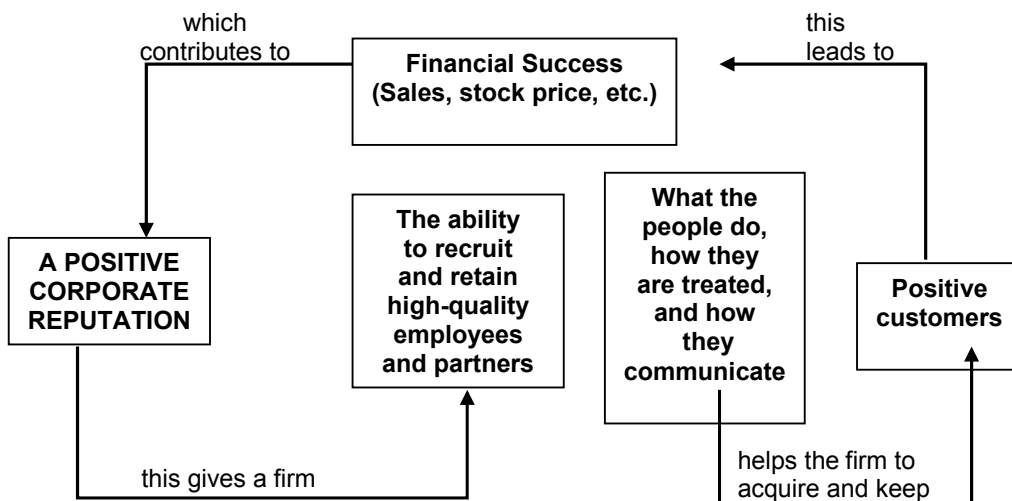 which
contributes to
Financial Success
(Sales, stock price, etc.)
this
leads to
A POSITIVE
CORPORATE
REPUTATION
The ability
to recruit
and retain
high-quality
employees
and partners
What the
people do,
how they
are treated,
and how
they
communicate
Positive
customers
this gives a firm
helps the firm to
acquire and keep